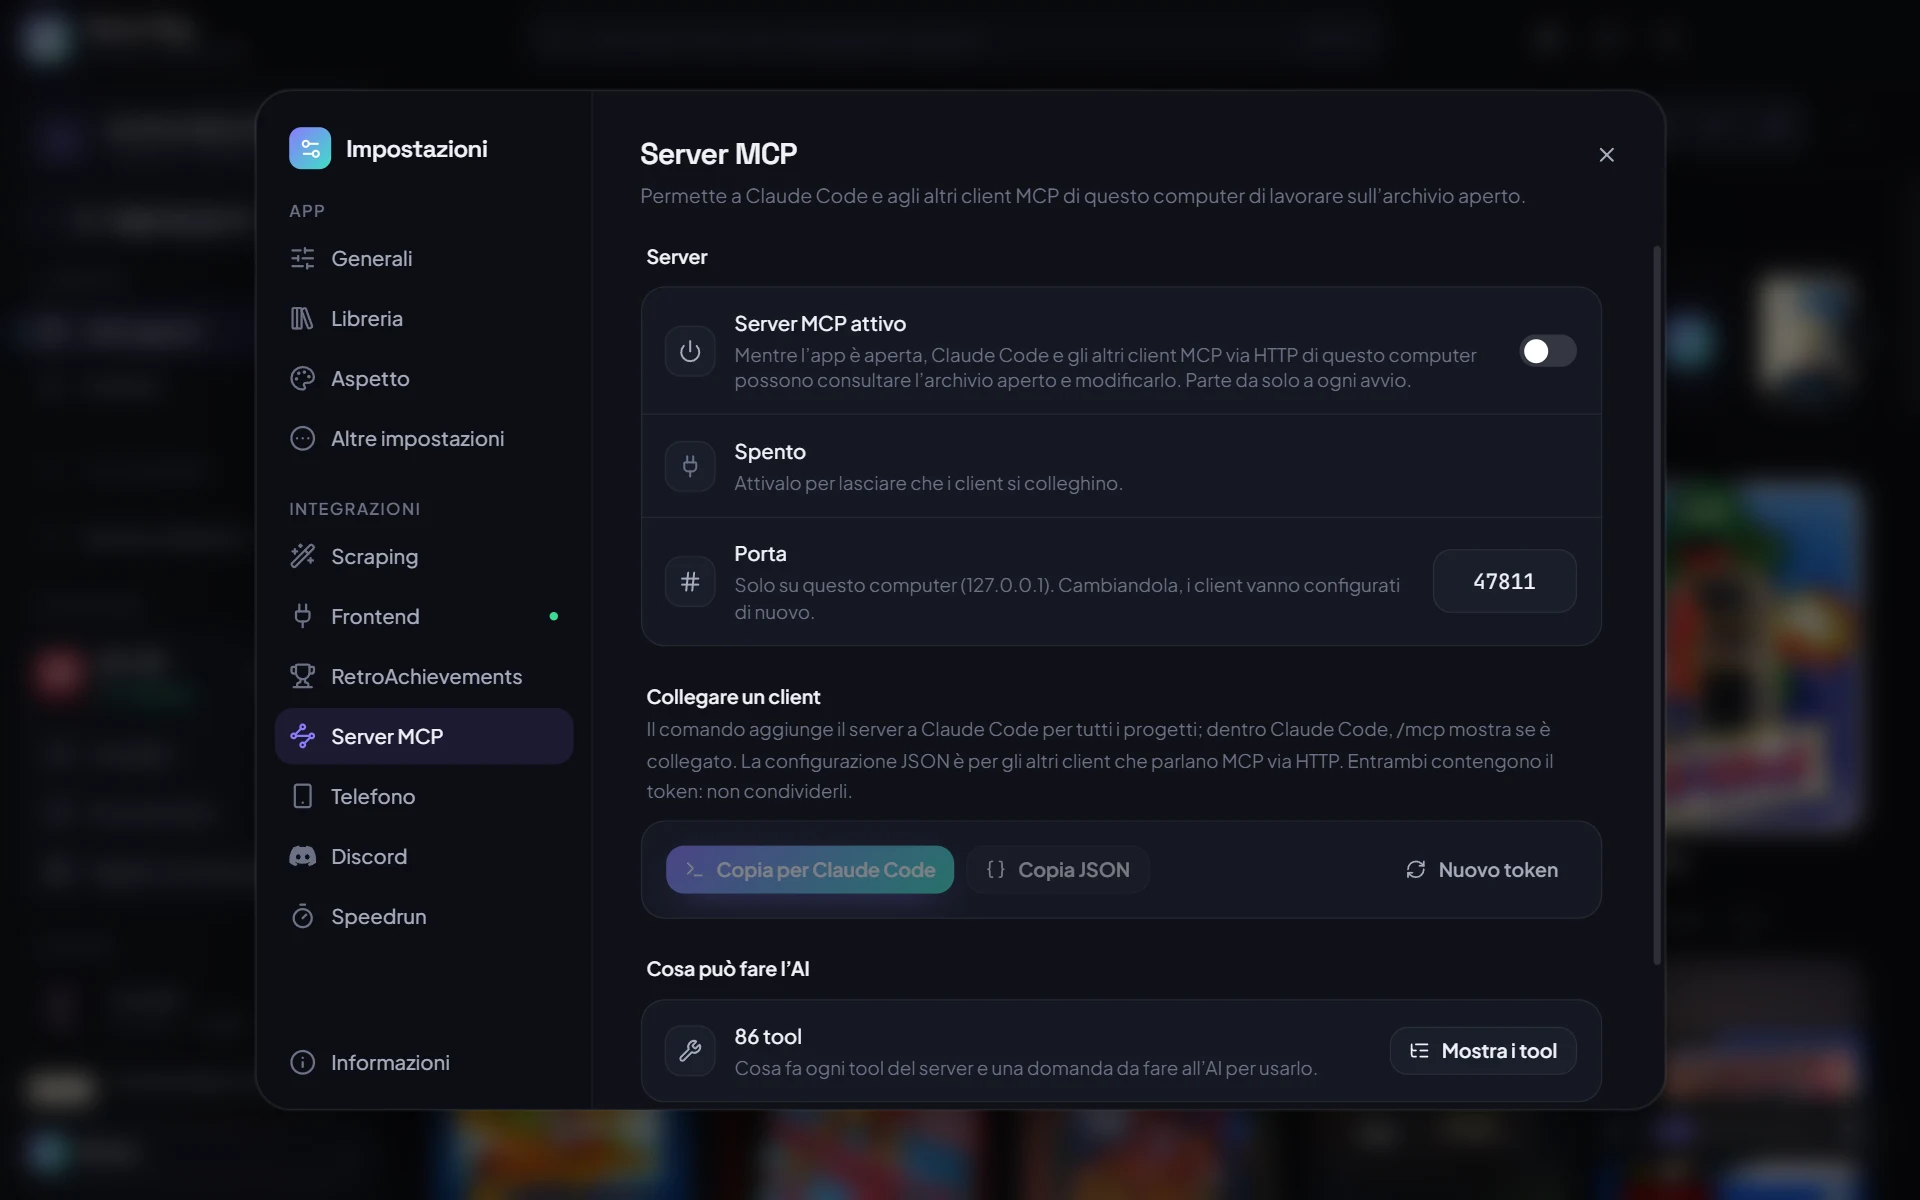 Impostazioni
APP
Generali
Libreria
Aspetto
Altre impostazioni
INTEGRAZIONI
Scraping
Frontend
RetroAchievements
Server MCP
Telefono
Discord
Speedrun
Informazioni
Server MCP
Permette a Claude Code e agli altri client MCP di questo computer di lavorare sull’archivio aperto.
Server
Server MCP attivo
Mentre l’app è aperta, Claude Code e gli altri client MCP via HTTP di questo computer
possono consultare l’archivio aperto e modificarlo. Parte da solo a ogni avvio.
Spento
Attivalo per lasciare che i client si colleghino.
Porta
Solo su questo computer (127.0.0.1). Cambiandola, i client vanno configurati
di nuovo.
47811
Collegare un client
Il comando aggiunge il server a Claude Code per tutti i progetti; dentro Claude Code, /mcp mostra se è
collegato. La configurazione JSON è per gli altri client che parlano MCP via HTTP. Entrambi contengono il
token: non condividerli.
Copia per Claude Code
Copia JSON
Nuovo token
Cosa può fare l’AI
86 tool
Cosa fa ogni tool del server e una domanda da fare all’AI per usarlo.
Mostra i tool